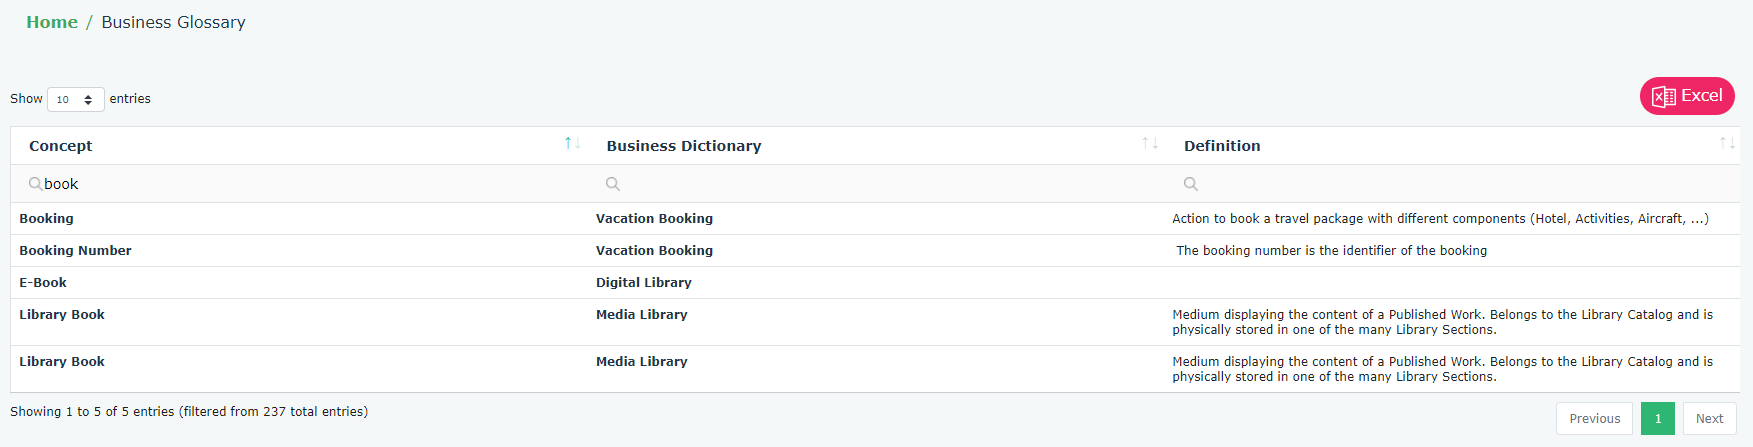 Home / Business Glossary
Show 10 entries
Excel
Concept Business Dictionary Definition
book
Booking Vacation Booking Action to book a travel package with different components (Hotel, Activities, Aircraft, ...)
Booking Number Vacation Booking The booking number is the identifier of the booking
E-Book Digital Library
Library Book Media Library Medium displaying the content of a Published Work. Belongs to the Library Catalog and is
physically stored in one of the many Library Sections.
Library Book Media Library Medium displaying the content of a Published Work. Belongs to the Library Catalog and is
physically stored in one of the many Library Sections.
Showing 1 to 5 of 5 entries (filtered from 237 total entries)
Previous 1 Next